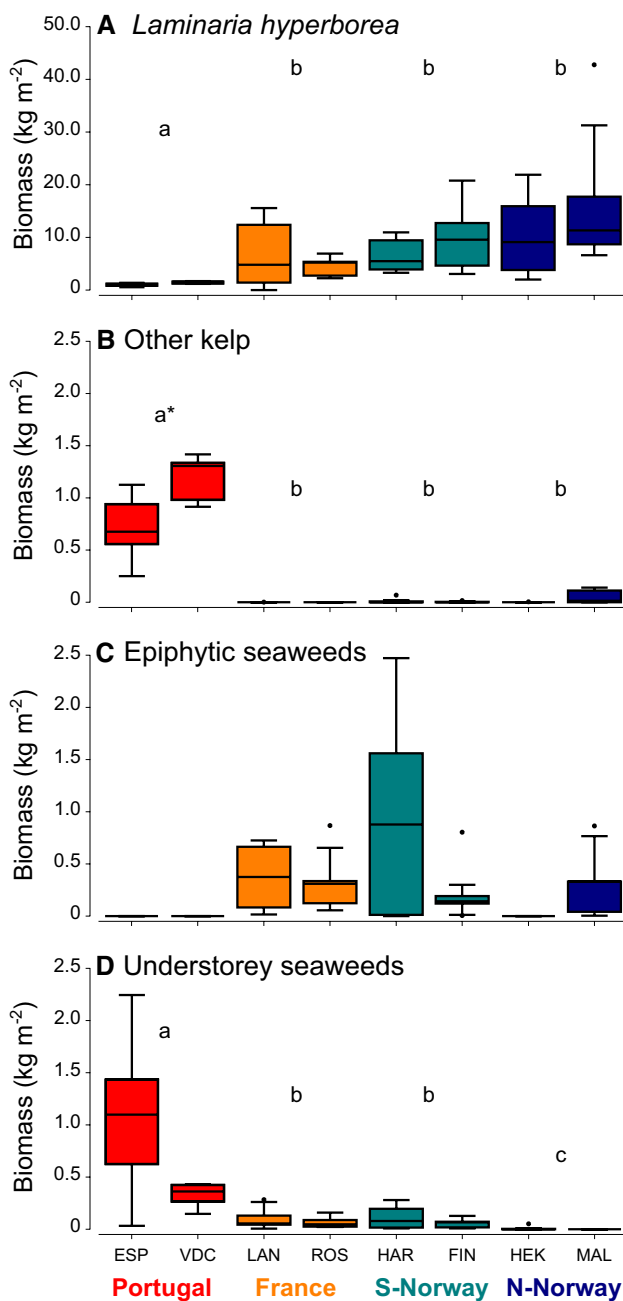 A Laminaria hyperborea
50.0
40.0
30.0
20.0
10.0
0
Biomass (kg m-2)
a
b
b
b
B Other kelp
2.5
2.0
1.5
1.0
0.5
0
Biomass (kg m-2)
a*
b
b
b
C Epiphytic seaweeds
2.5
2.0
1.5
1.0
0.5
0
Biomass (kg m-2)
D Understorey seaweeds
2.5
2.0
1.5
1.0
0.5
0
Biomass (kg m-2)
a
b
b
c
ESP VDC LAN ROS HAR FIN HEK MAL
Portugal France S-Norway N-Norway